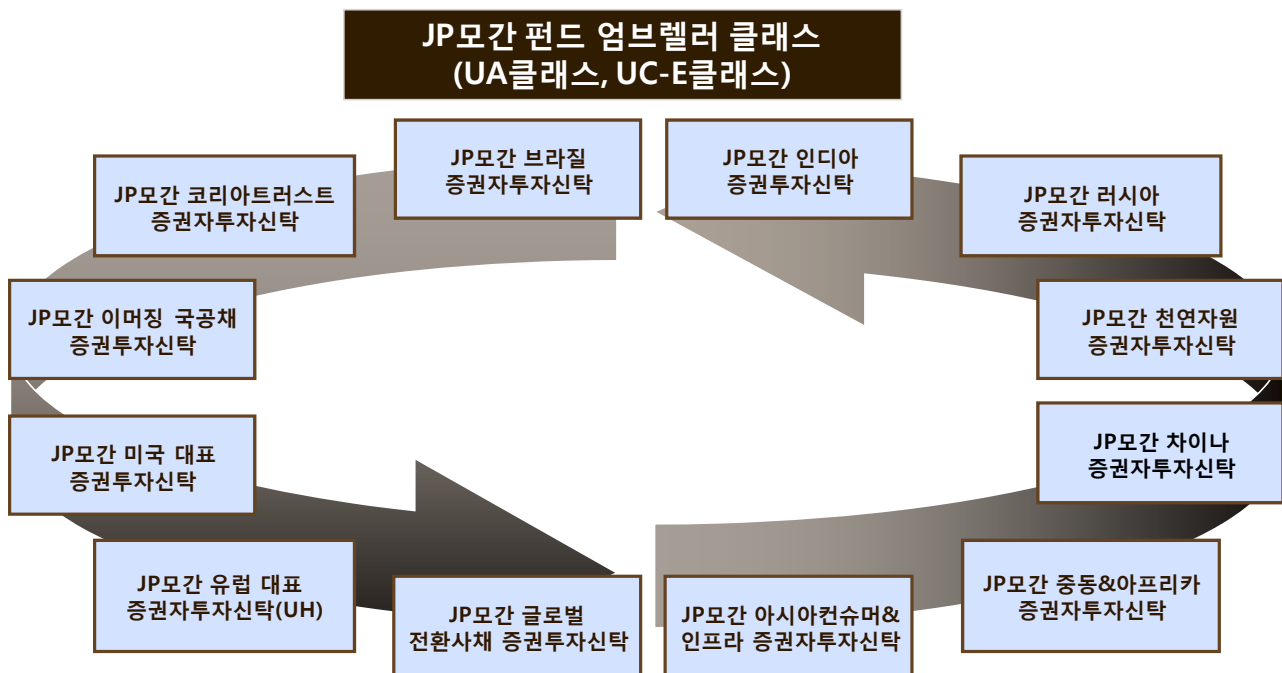 JP모간 펀드 엄브렐러 클래스
(UA클래스, UC-E클래스)
JP모간 브라질
증권자투자신탁
JP모간 인디아
증권투자신탁
JP모간 코리아트러스트
증권자투자신탁
JP모간 러시아
증권자투자신탁
JP모간 이머징 국공채
증권투자신탁
JP모간 천연자원
증권자투자신탁
JP모간 미국 대표
증권투자신탁
JP모간 차이나
증권자투자신탁
JP모간 유럽 대표
증권자투자신탁(UH)
JP모간 글로벌
전환사채 증권투자신탁
JP모간 아시아컨슈머&
인프라 증권자투자신탁
JP모간 중동&아프리카
증권자투자신탁